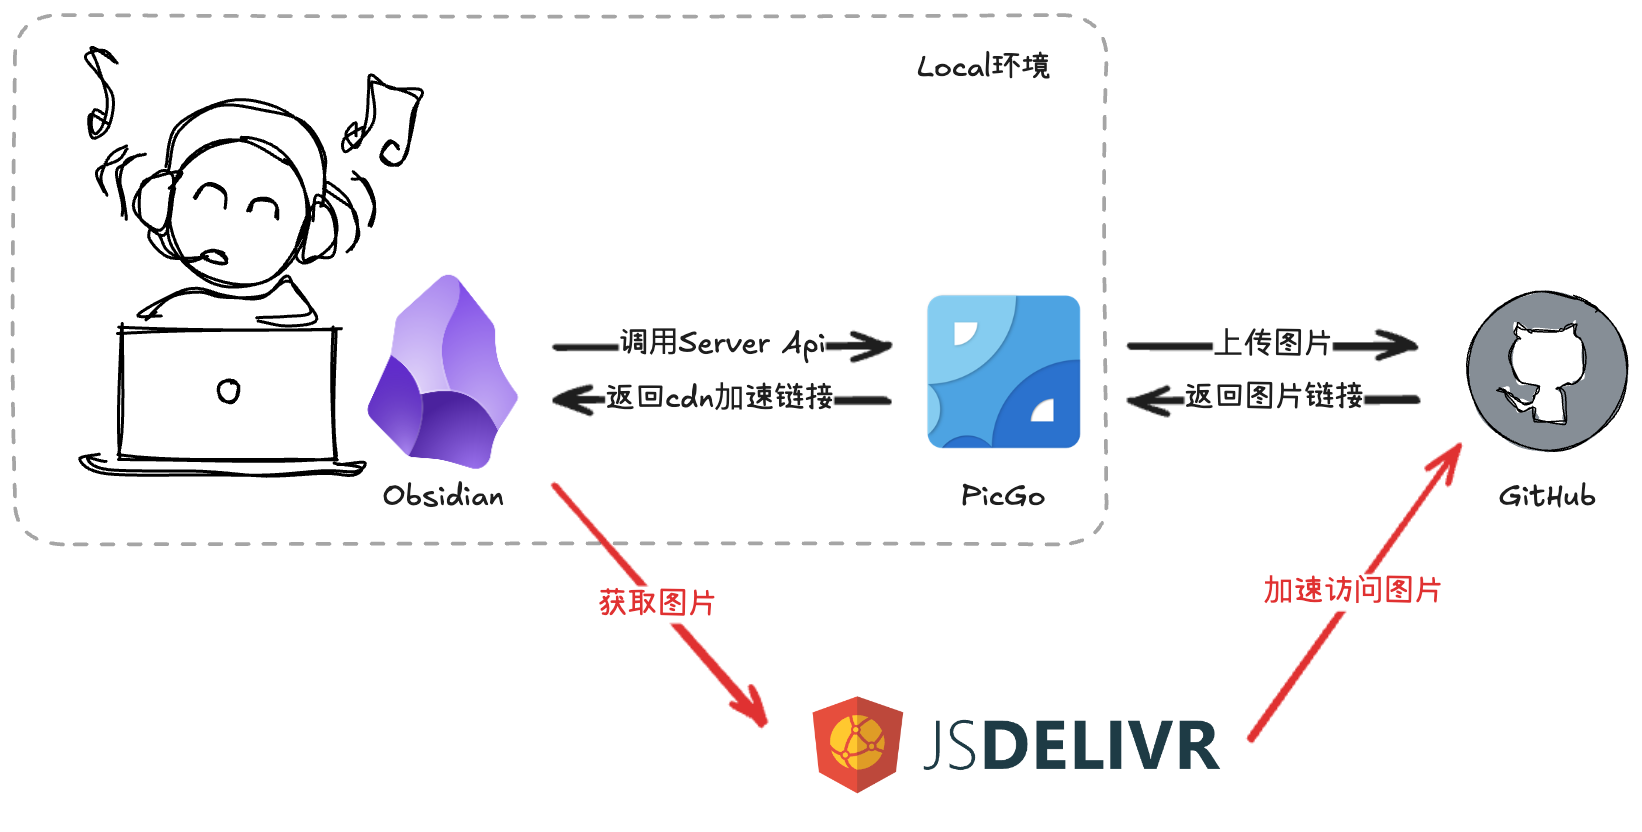 Local环境
调用Server Api
上传图片
返回cdn加速链接
返回图片链接
Obsidian
PicGo
GitHub
获取图片
加速访问图片
JSDELIVR